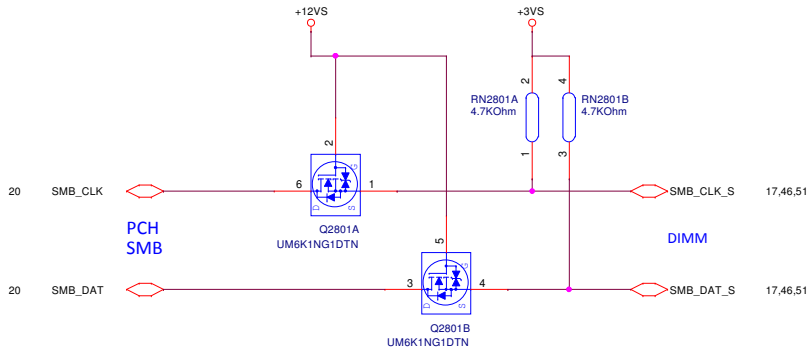 +12VS
+3VS
2
4
RN2801A
4.7KOhm
RN2801B
4.7KOhm
2
1
3
G
20
SMB_CLK
6
1
SMB_CLK_S
17,46,51
D
S
PCH
SMB
Q2801A
UM6K1NG1DTN
5
DIMM
G
20
SMB_DAT
3
4
SMB_DAT_S
17,46,51
D
S
Q2801B
UM6K1NG1DTN